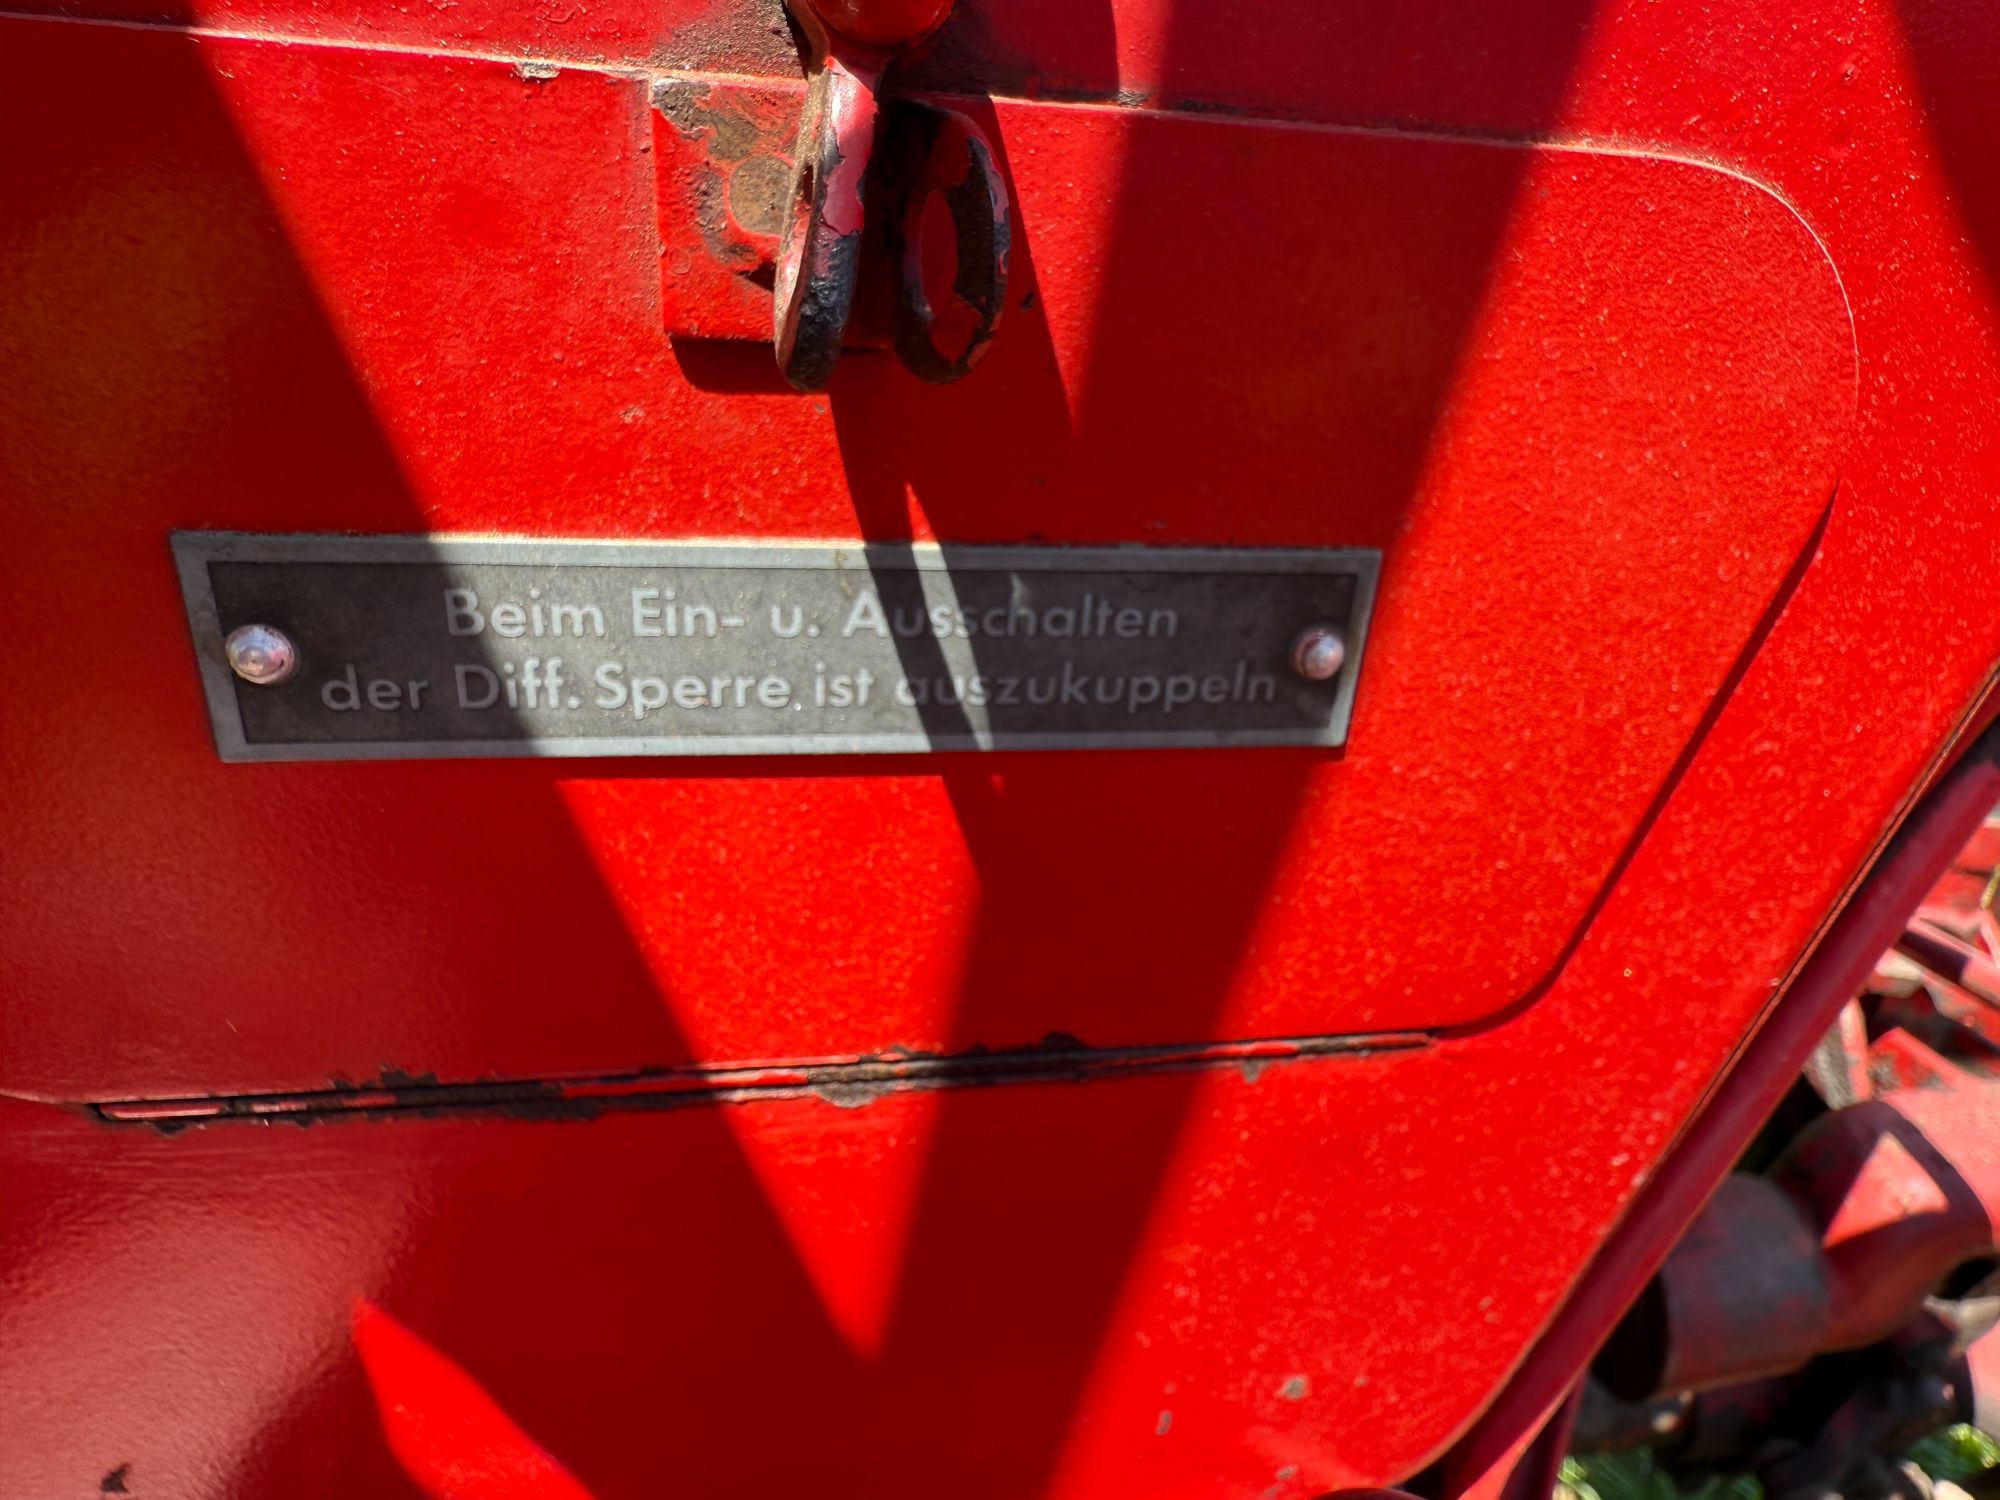 Beim Ein- u. Ausschalten
der Diff. Sperre, ist auszukuppeln